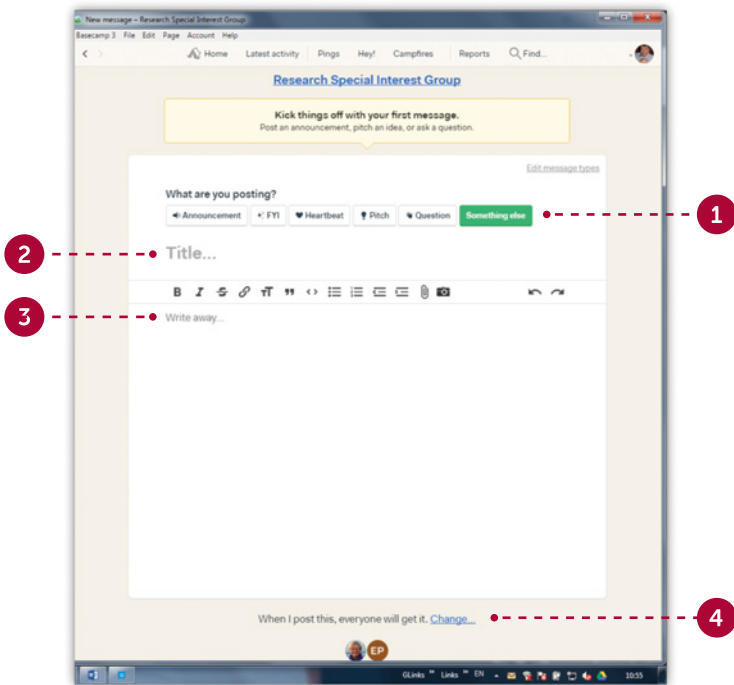 New message – Research Special Interest Group
Basecamp 3 File Edit Page Account Help
Home Latest activity Pings Hey! Campfires Reports Find...
Research Special Interest Group
Kick things off with your first message.
Post an announcement, pitch an idea, or ask a question.
Edit message types
What are you posting?
Announcement FYI Heartbeat Pitch Question Something else
1
2
Title...
B I S T
3
Write away...
When I post this, everyone will get it. Change...
4
EP
GLinks Links EN 10:55